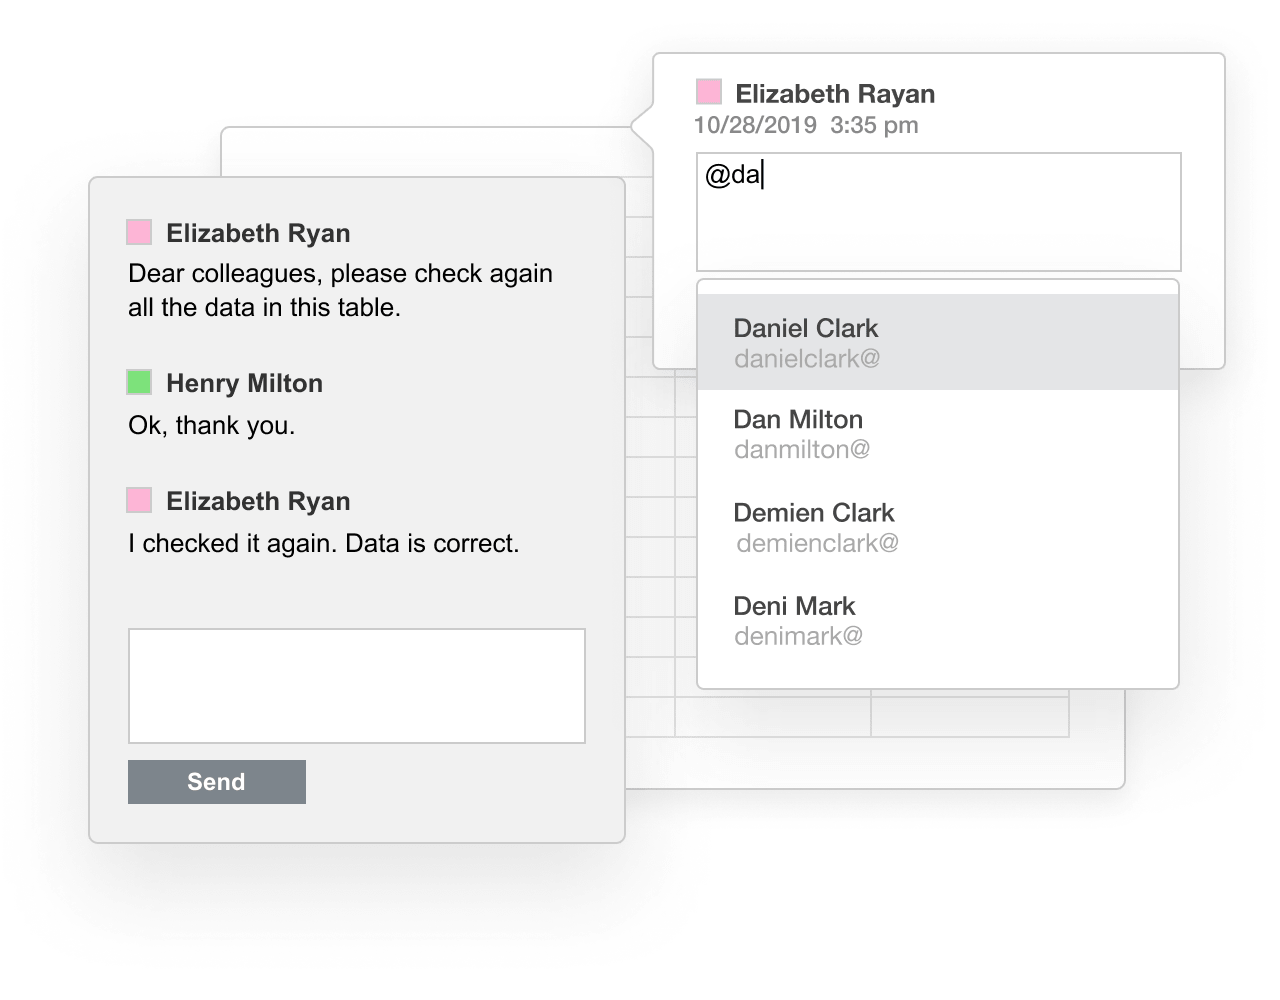 Elizabeth Ryan
Dear colleagues, please check again
all the data in this table.
Henry Milton
Ok, thank you.
Elizabeth Ryan
I checked it again. Data is correct.
Send
Elizabeth Rayan
10/28/2019 3:35 pm
@da
Daniel Clark
danielclark@
Dan Milton
danmilton@
Demien Clark
demienclark@
Deni Mark
denimark@